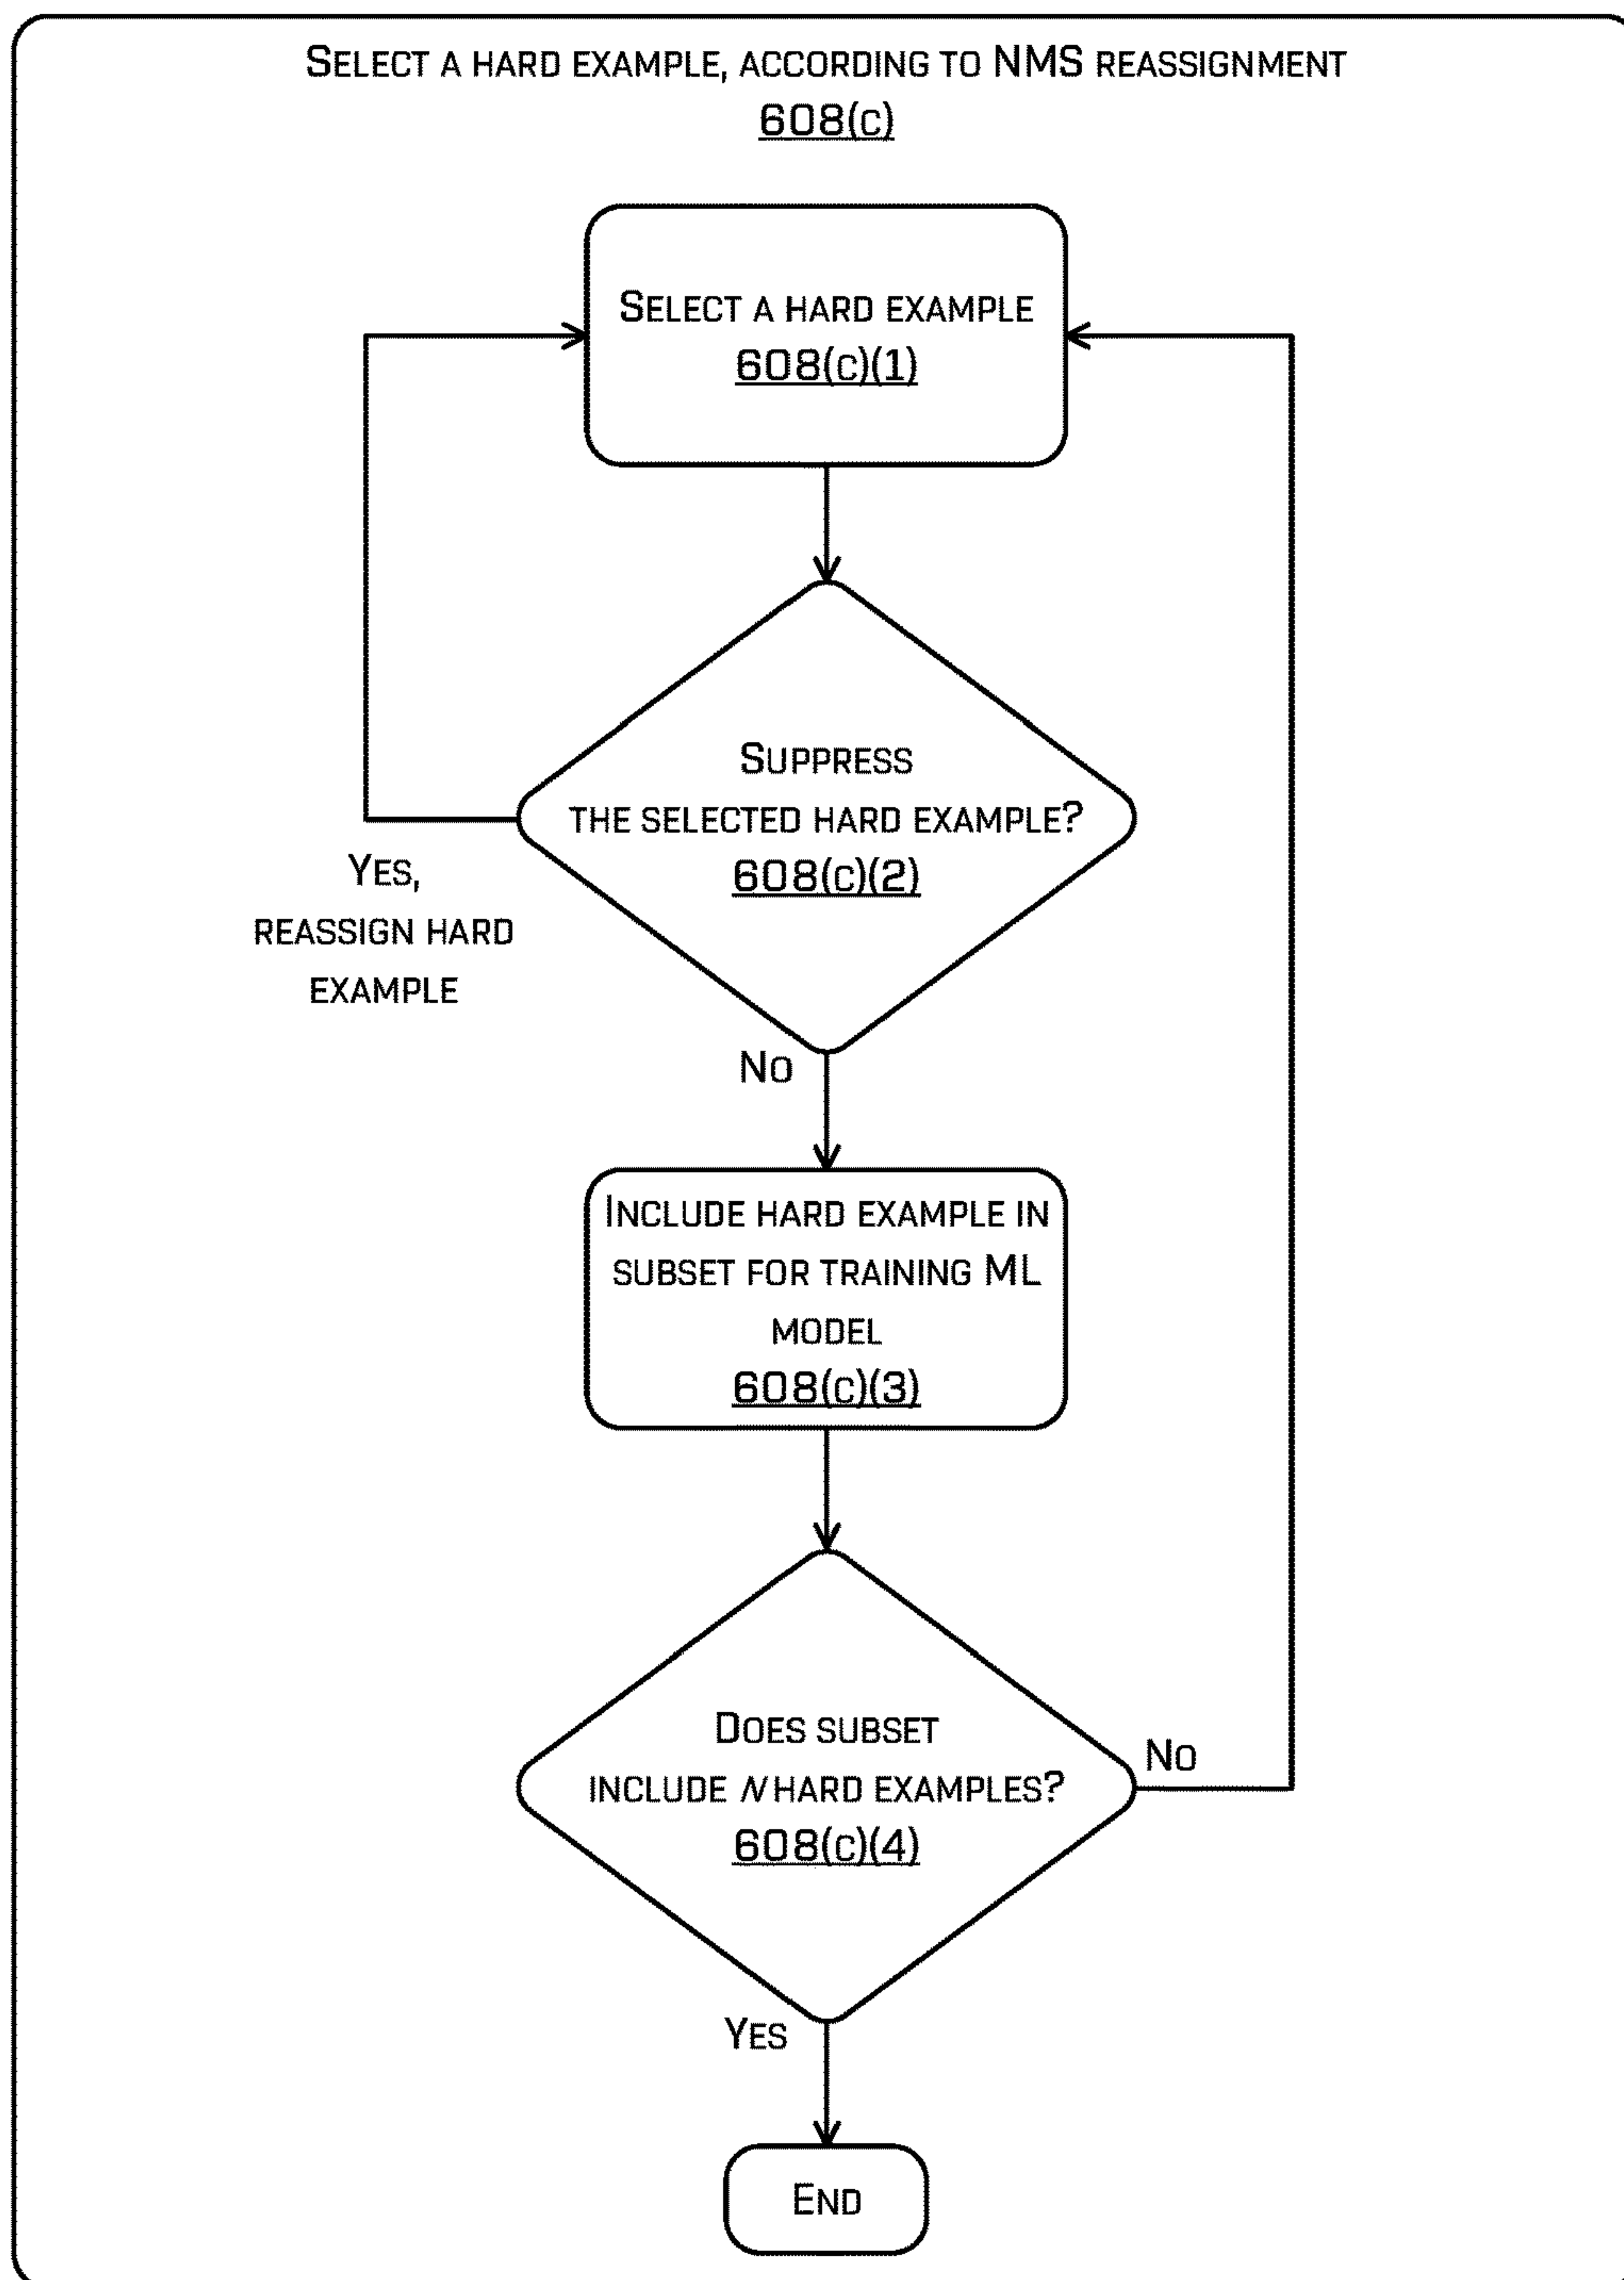 SELECT A HARD EXAMPLE, ACCORDING TO NMS REASSIGNMENT
608(C)
SELECT A HARD EXAMPLE
608(C)(1)
SUPPRESS
THE SELECTED HARD EXAMPLE?
608(C)(2)
YES,
REASSIGN HARD
EXAMPLE
NO
INCLUDE HARD EXAMPLE IN
SUBSET FOR TRAINING ML
MODEL
608(C)(3)
DOES SUBSET
INCLUDE N HARD EXAMPLES?
608(C)(4)
NO
YES
END